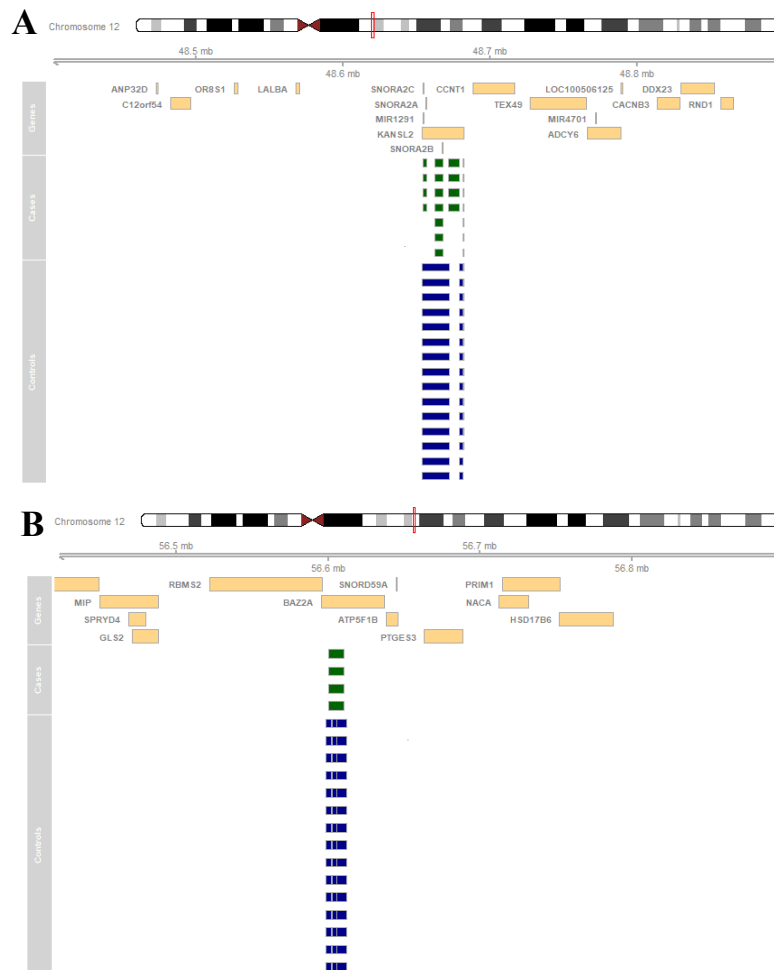 A
Chromosome 12
48.5 mb 48.7 mb
48.6 mb 48.8 mb
ANP32D OR8S1 LALBA SNORA2C CCNT1 LOC100506125 DDX23
C12orf54 SNORA2A TEX49 CACNB3 RND1
MIR1291 MIR4701
KANSL2 ADCY6
SNORA2B
Genes
Cases
Controls
B
Chromosome 12
56.5 mb 56.7 mb
56.6 mb 56.8 mb
RBMS2 SNORD59A PRIM1
MIP BAZ2A NACA
SPRYD4 ATP5F1B HSD17B6
GLS2 PTGES3
Genes
Cases
Controls